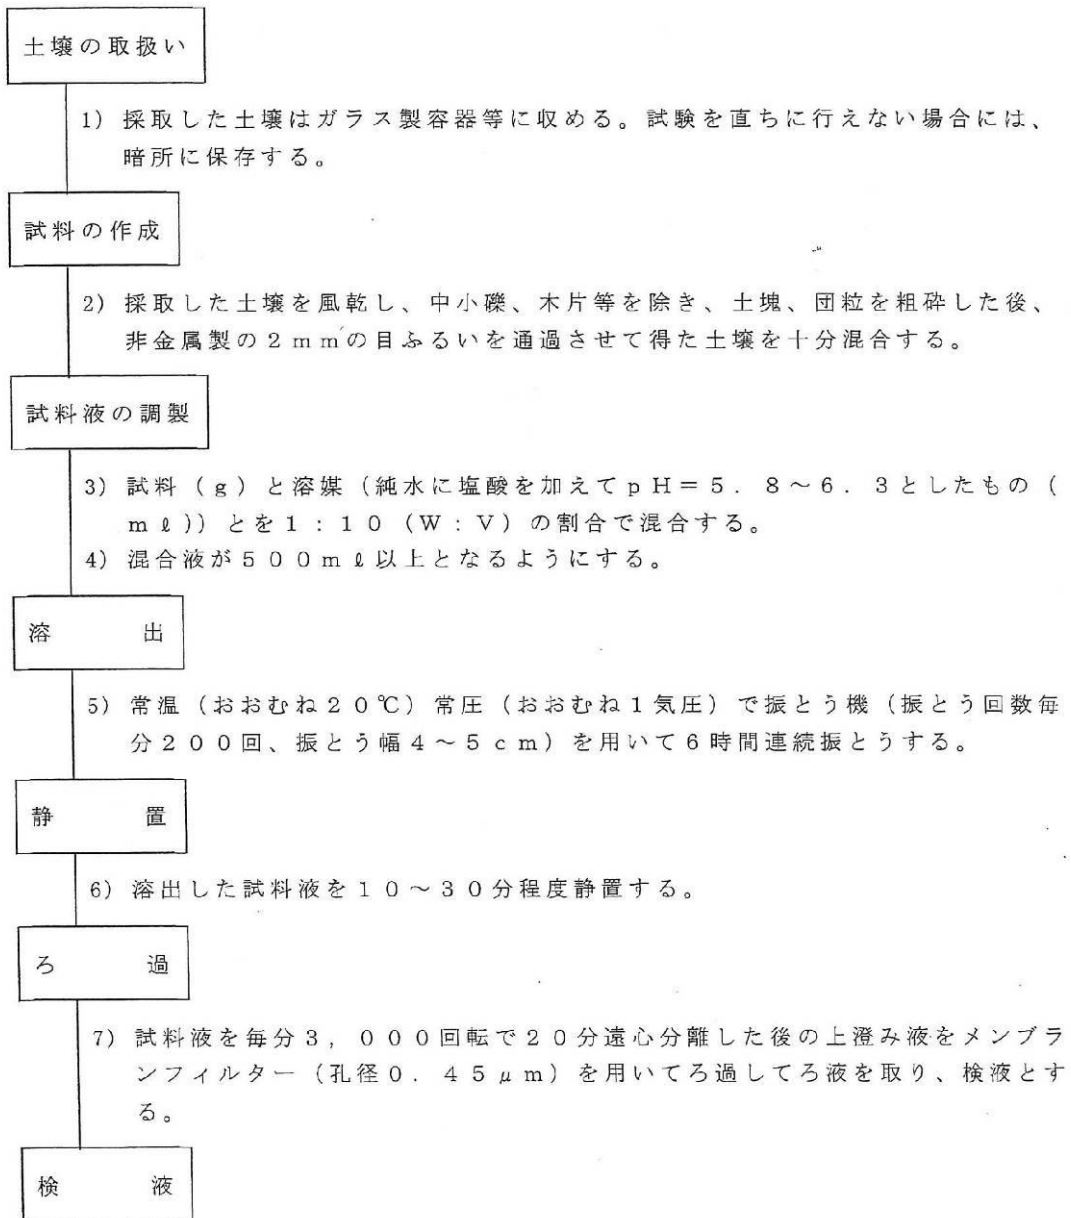 土壌の取扱い
1) 採取した土壌はガラス製容器等に収める。試験を直ちに行えない場合には、
暗所に保存する。
試料の作成
2) 採取した土壌を風乾し、中小礫、木片等を除き、土塊、団粒を粗砕した後、
非金属製の2mmの目ふるいを通過させて得た土壌を十分混合する。
試料液の調製
3) 試料（g）と溶媒（純水に塩酸を加えてpH＝5．8～6．3としたもの（
mℓ））とを1：10（W：V）の割合で混合する。
4) 混合液が500mℓ以上となるようにする。
溶　出
5) 常温（おおむね20℃）常圧（おおむね1気圧）で振とう機（振とう回数毎
分200回、振とう幅4～5cm）を用いて6時間連続振とうする。
静　置
6) 溶出した試料液を10～30分程度静置する。
ろ　過
7) 試料液を毎分3，000回転で20分遠心分離した後の上澄み液をメンブラ
ンフィルター（孔径0．45μm）を用いてろ過してろ液を取り、検液とす
る。
検　液